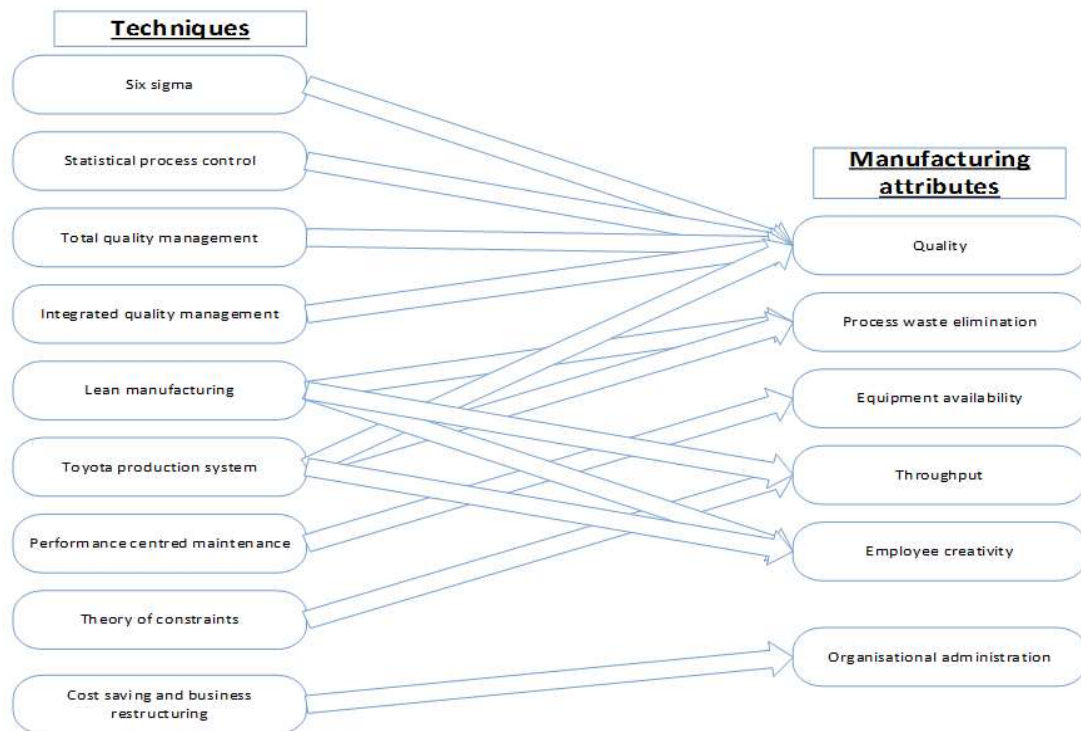 Techniques
Six sigma
Statistical process control
Total quality management
Integrated quality management
Lean manufacturing
Toyota production system
Performance centred maintenance
Theory of constraints
Cost saving and business
restructuring
Manufacturing
attributes
Quality
Process waste elimination
Equipment availability
Throughput
Employee creativity
Organisational administration